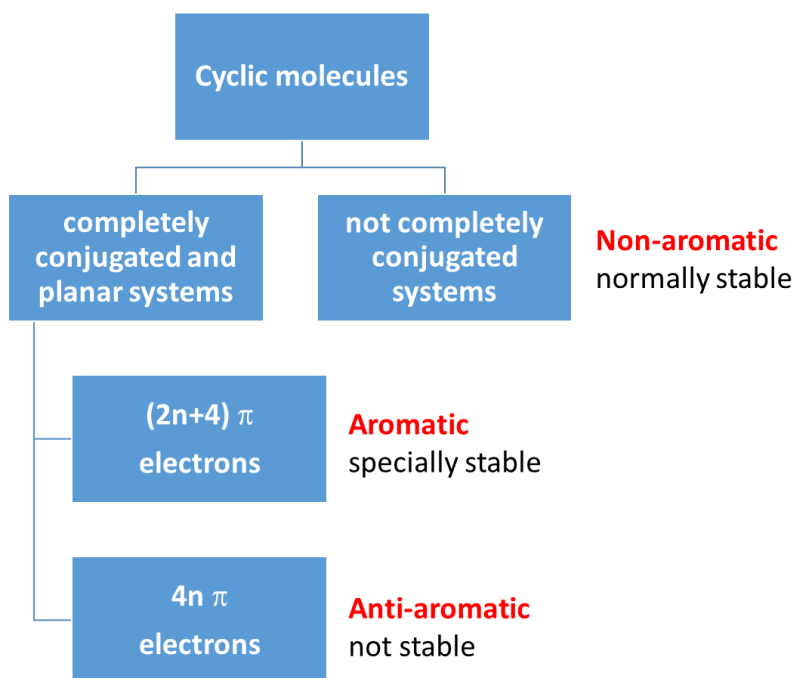 Cyclic molecules
completely
conjugated and
planar systems
not completely
conjugated
systems
Non-aromatic
normally stable
(2n+4) π
electrons
Aromatic
specially stable
4n π
electrons
Anti-aromatic
not stable